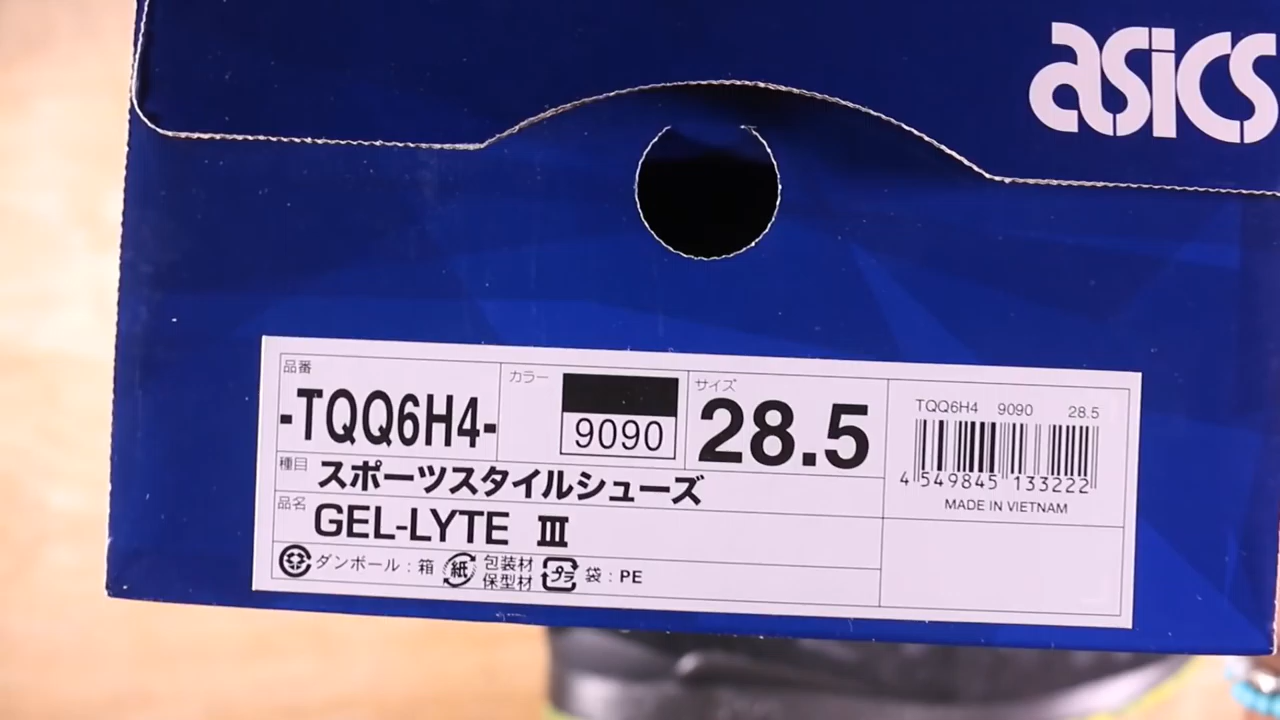 asics
品番
-TQQ6H4-
カラー
9090
サイズ
28.5
種目
スポーツスタイルシューズ
品名
GEL-LYTE Ⅲ
ダンボール：箱
紙
包装材
保型材
プラ
袋：PE
TQQ6H4 9090 28.5
4 549845 133222
MADE IN VIETNAM